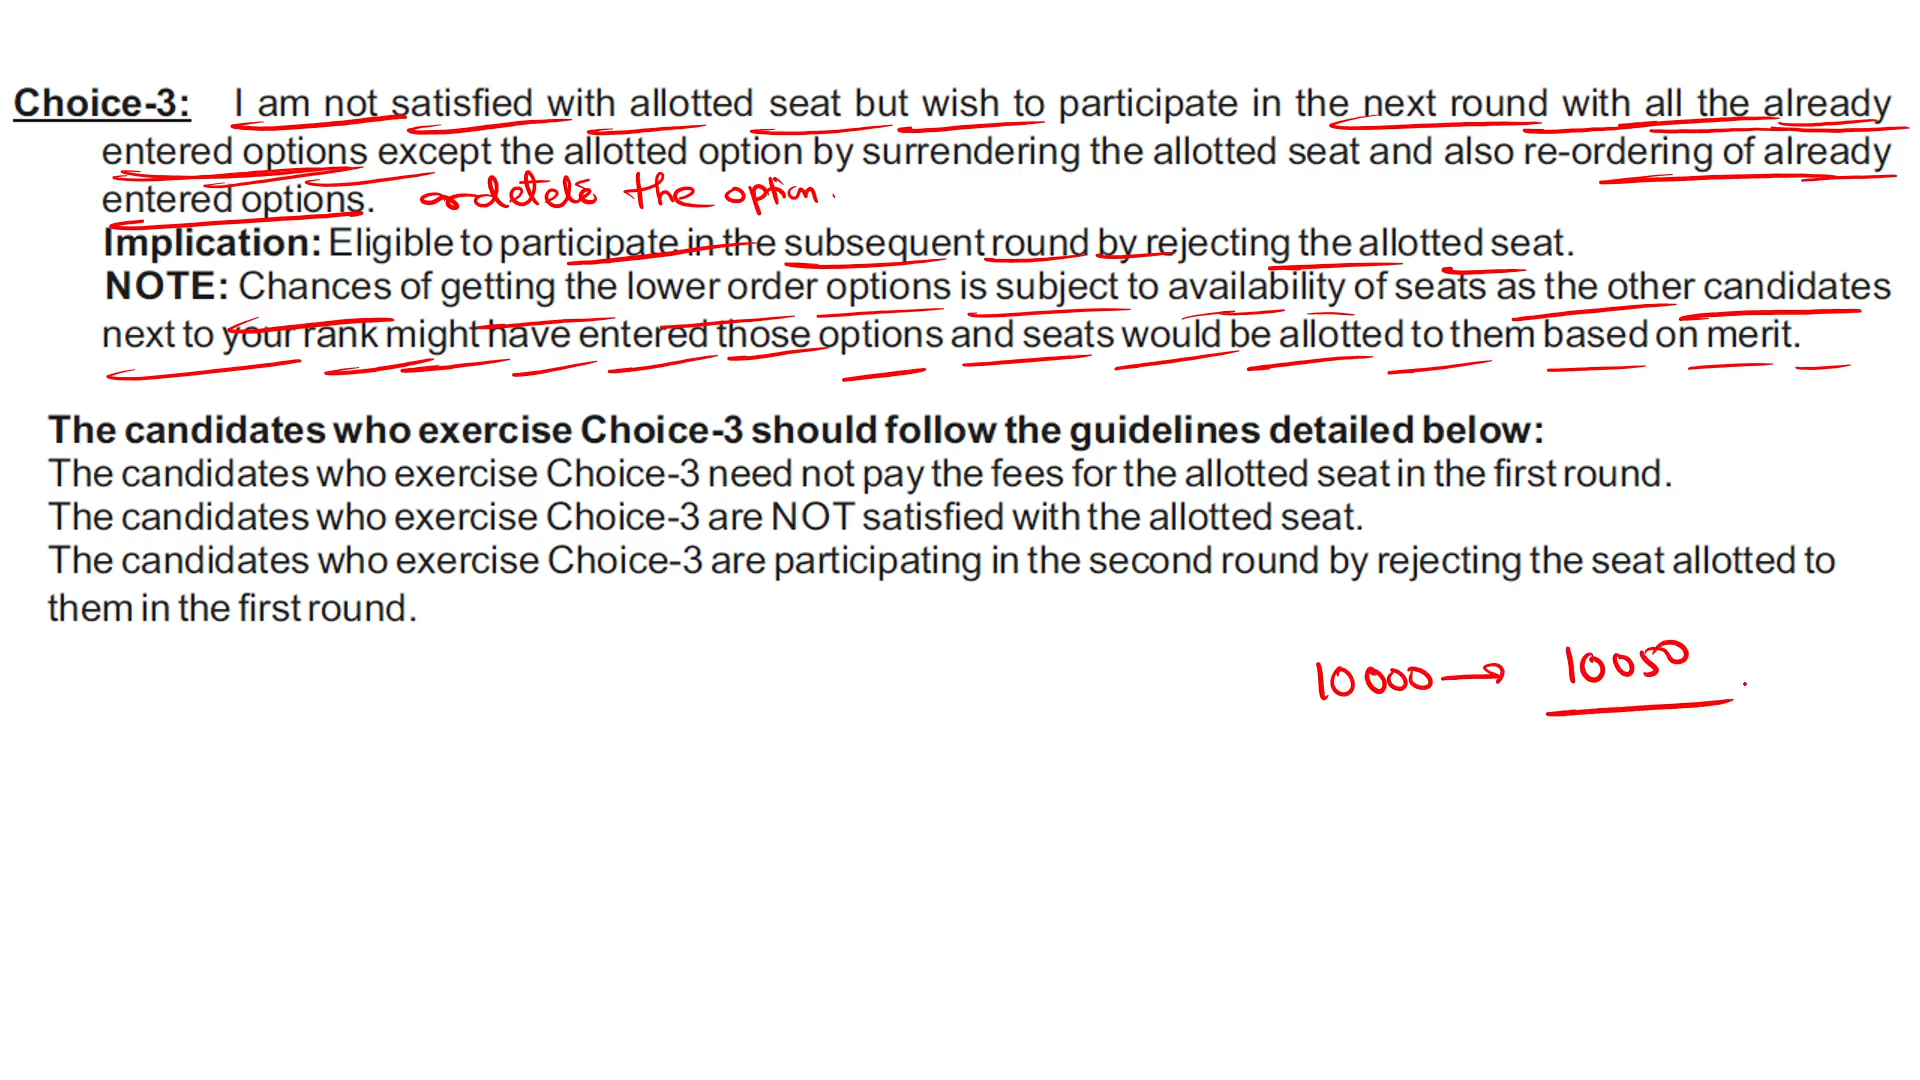 Choice-3: I am not satisfied with allotted seat but wish to participate in the next round with all the already
entered options except the allotted option by surrendering the allotted seat and also re-ordering of already
entered options. or delete the option.
Implication: Eligible to participate in the subsequent round by rejecting the allotted seat.
NOTE: Chances of getting the lower order options is subject to availability of seats as the other candidates
next to your rank might have entered those options and seats would be allotted to them based on merit.
The candidates who exercise Choice-3 should follow the guidelines detailed below:
The candidates who exercise Choice-3 need not pay the fees for the allotted seat in the first round.
The candidates who exercise Choice-3 are NOT satisfied with the allotted seat.
The candidates who exercise Choice-3 are participating in the second round by rejecting the seat allotted to
them in the first round.
10000 → 10050